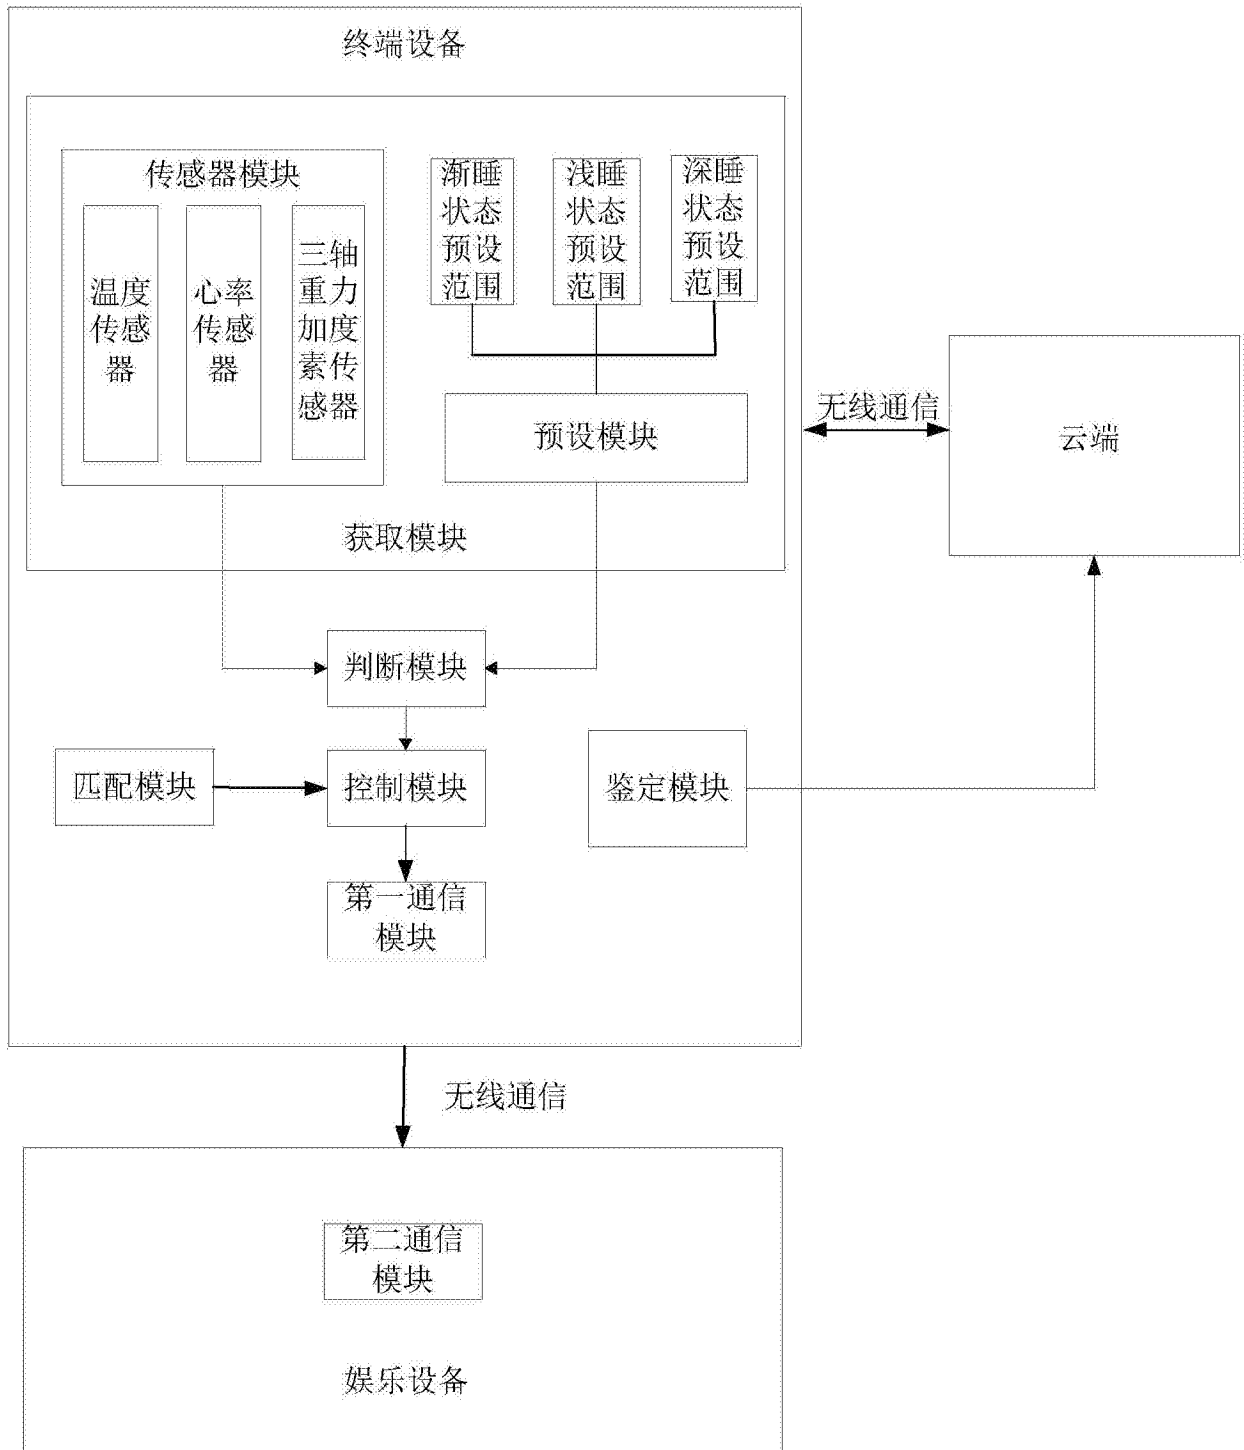 终端设备
传感器模块
温度
传感
器
心率
传感
器
三轴
重力
加度
素传
感器
渐睡
状态
预设
范围
浅睡
状态
预设
范围
深睡
状态
预设
范围
预设模块
获取模块
无线通信
云端
判断模块
匹配模块
控制模块
鉴定模块
第一通信
模块
无线通信
第二通信
模块
娱乐设备